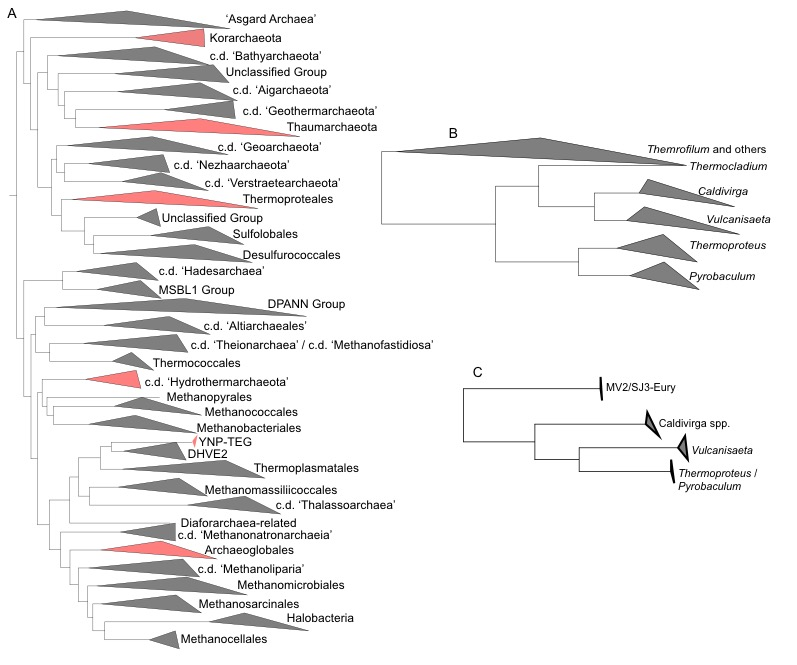 A
‘Asgard Archaea’
Korarchaeota
c.d. ‘Bathyarchaeota’
Unclassified Group
c.d. ‘Aigarchaeota’
c.d. ‘Geothermarchaeota’
Thaumarchaeota
c.d. ‘Geoarchaeota’
c.d. ‘Nezhaarchaeota’
c.d. ‘Verstraetearchaeota’
Thermoproteales
Unclassified Group
Sulfolobales
Desulfurococcales
c.d. ‘Hadesarchaea’
MSBL1 Group
DPANN Group
c.d. ‘Altiarchaeales’
c.d. ‘Theionarchaea’ / c.d. ‘Methanofastidiosa’
Thermococcales
c.d. ‘Hydrothermarchaeota’
Methanopyrales
Methanococcales
Methanobacteriales
YNP-TEG
DHVE2
Thermoplasmatales
Methanomassiliicoccales
c.d. ‘Thalassoarchaea’
Diaforarchaea-related
c.d. ‘Methanonatronarchaeia’
Archaeoglobales
c.d. ‘Methanoliparia’
Methanomicrobiales
Methanosarcinales
Halobacteria
Methanocellales
B
Themrofilum and others
Thermocladium
Caldivirga
Vulcanisaeta
Thermoproteus
Pyrobaculum
C
MV2/SJ3-Eury
Caldivirga spp.
Vulcanisaeta
Thermoproteus /
Pyrobaculum